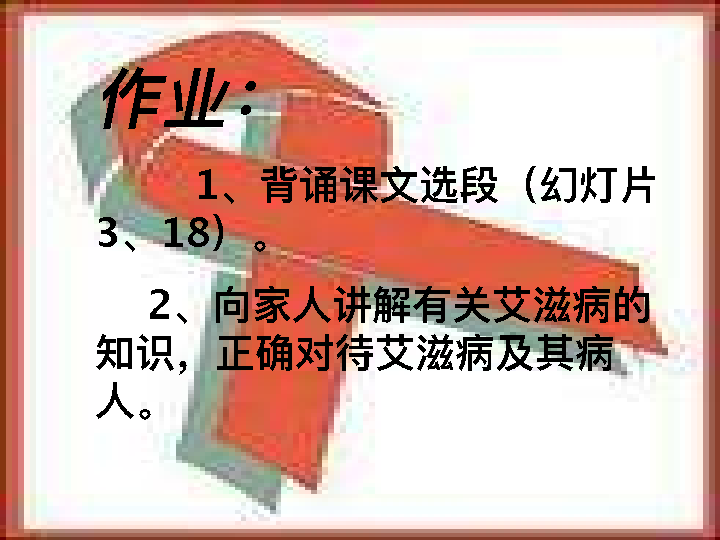 作业：
1、背诵课文选段（幻灯片
3、18）。
2、向家人讲解有关艾滋病的
知识，正确对待艾滋病及其病
人。